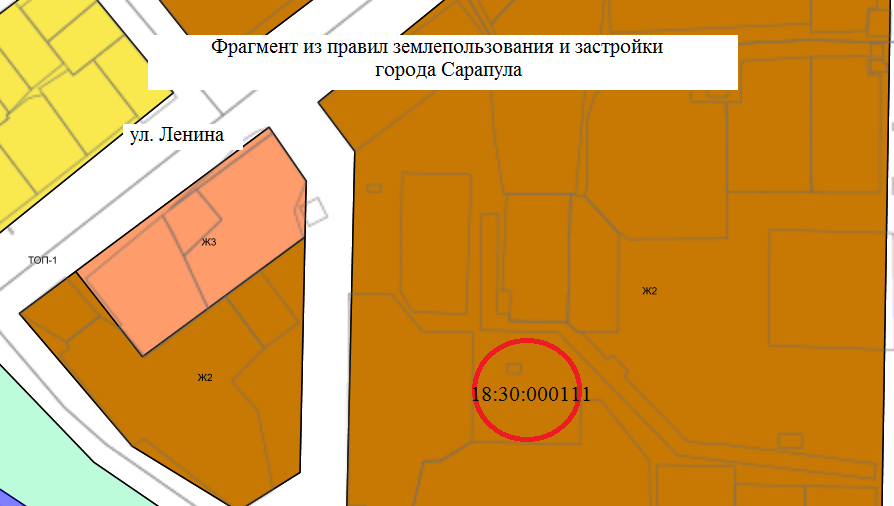 Фрагмент из правил землепользования и застройки
города Сарапула
ул. Ленина
Ж3
ТОП-1
Ж2
Ж2
18:30:000111